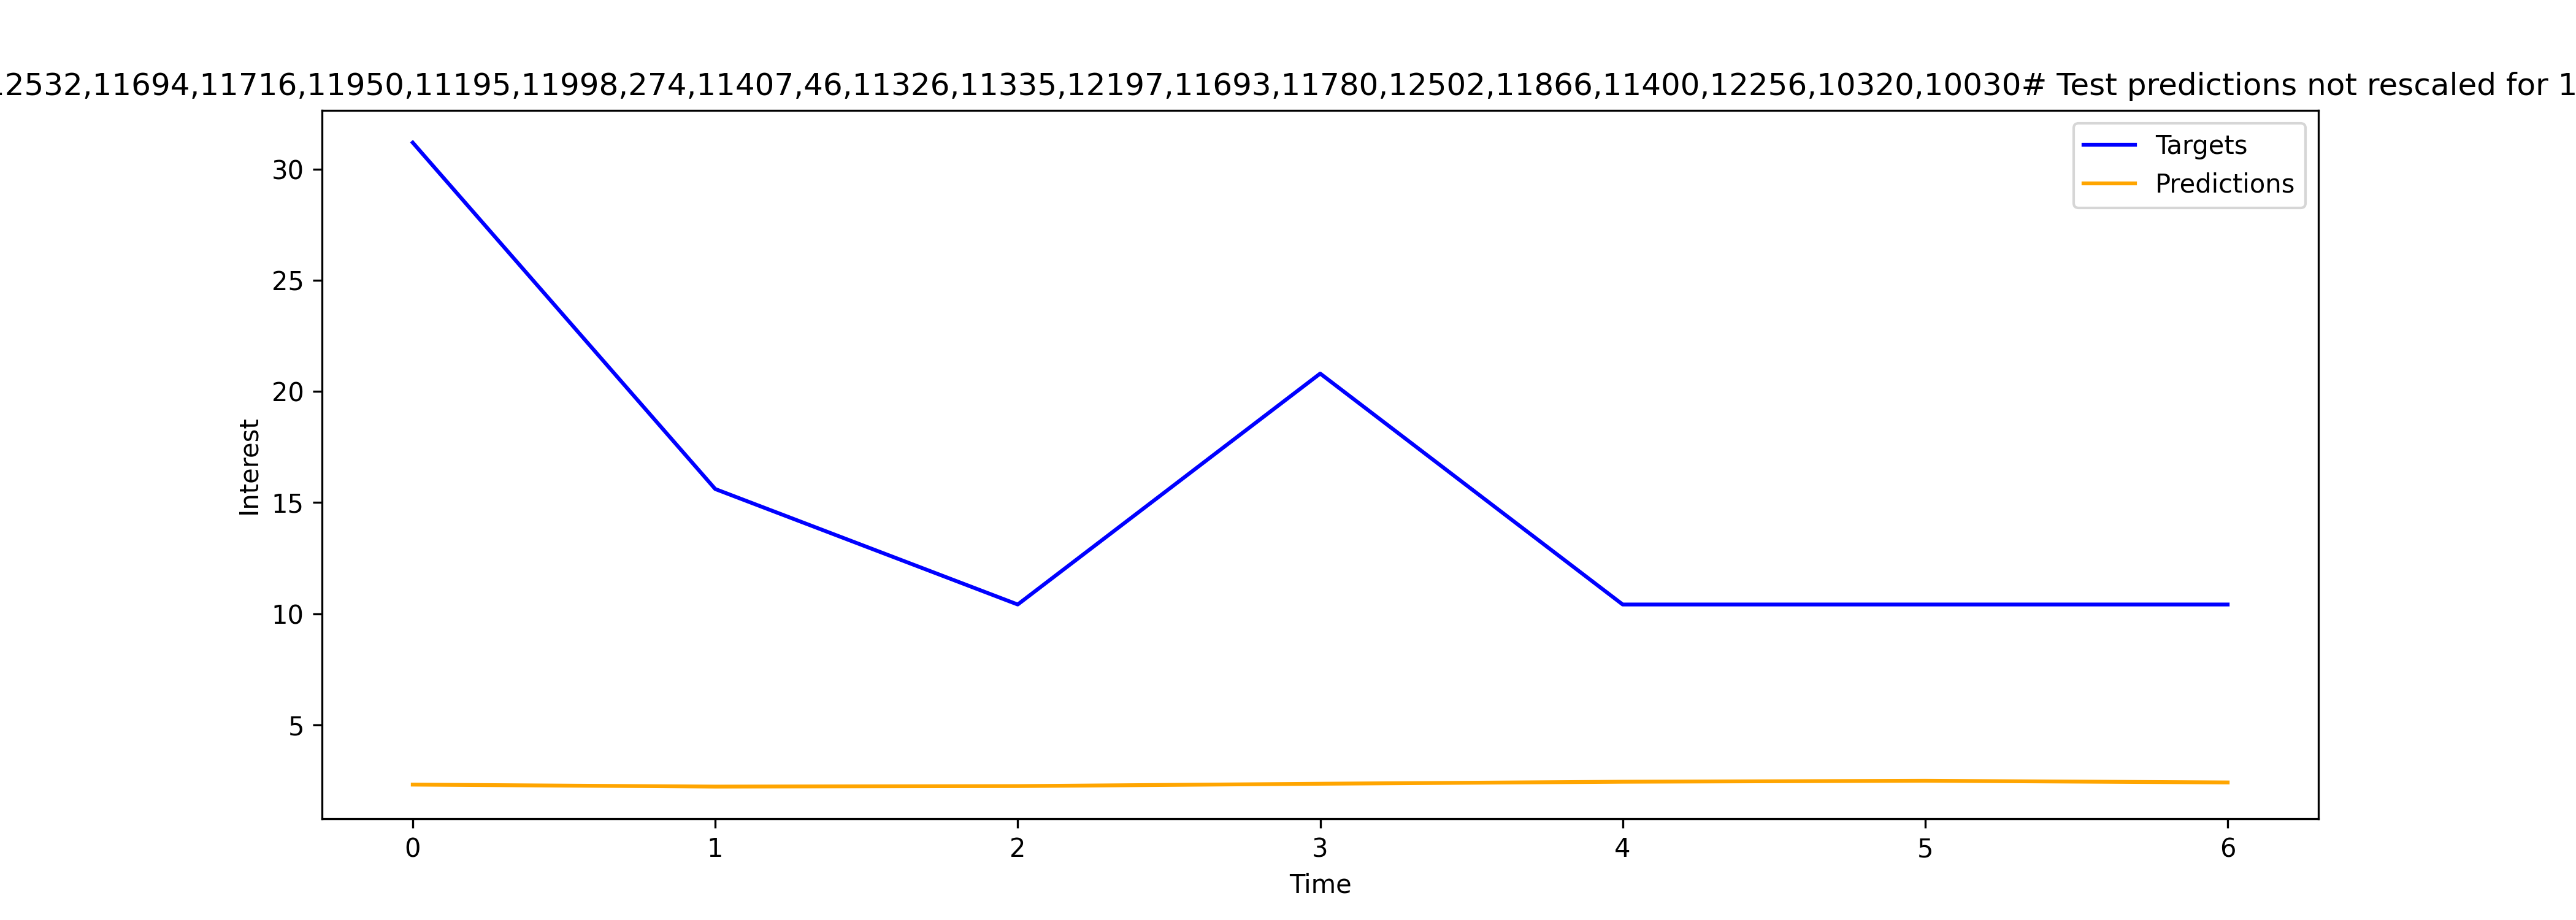 2532,11694,11716,11950,11195,11998,274,11407,46,11326,11335,12197,11693,11780,12502,11866,11400,12256,10320,10030# Test predictions not rescaled for 1
Targets
Predictions
30
25
20
15
10
5
Interest
0 1 2 3 4 5 6
Time